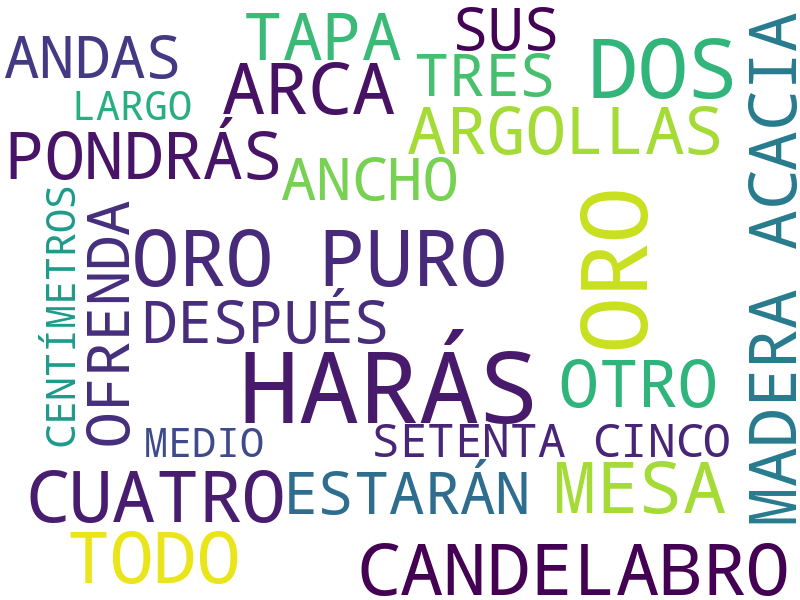 SUS
TAPA
ANDAS
TRES
DOS
ARCA
LARGO
ARGOLLAS
PONDRÁS
ANCHO
MADERA ACACIA
CENTÍMETROS
OFRENDA
ORO PURO
ORO
DESPUÉS
HARÁS
OTRO
MEDIO
SETENTA CINCO
CUATRO
ESTARÁN
MESA
TODO
CANDELABRO